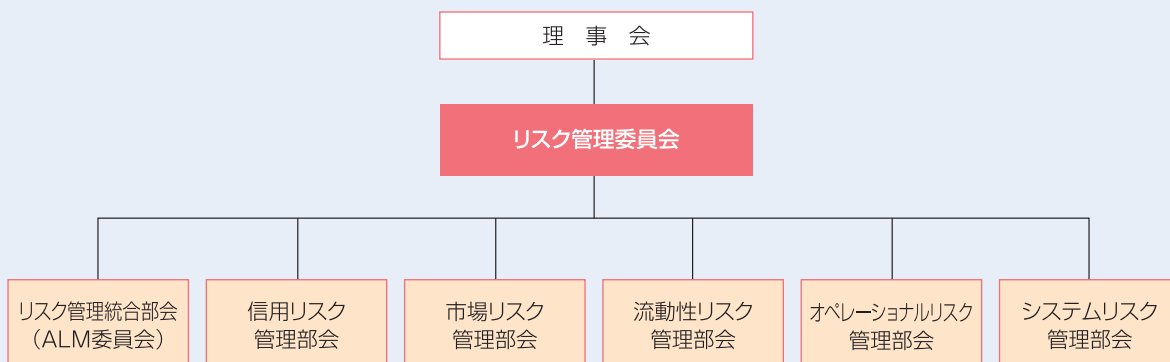 理 事 会
リスク管理委員会
リスク管理統合部会
（ALM委員会）
信用リスク
管理部会
市場リスク
管理部会
流動性リスク
管理部会
オペレーショナルリスク
管理部会
システムリスク
管理部会